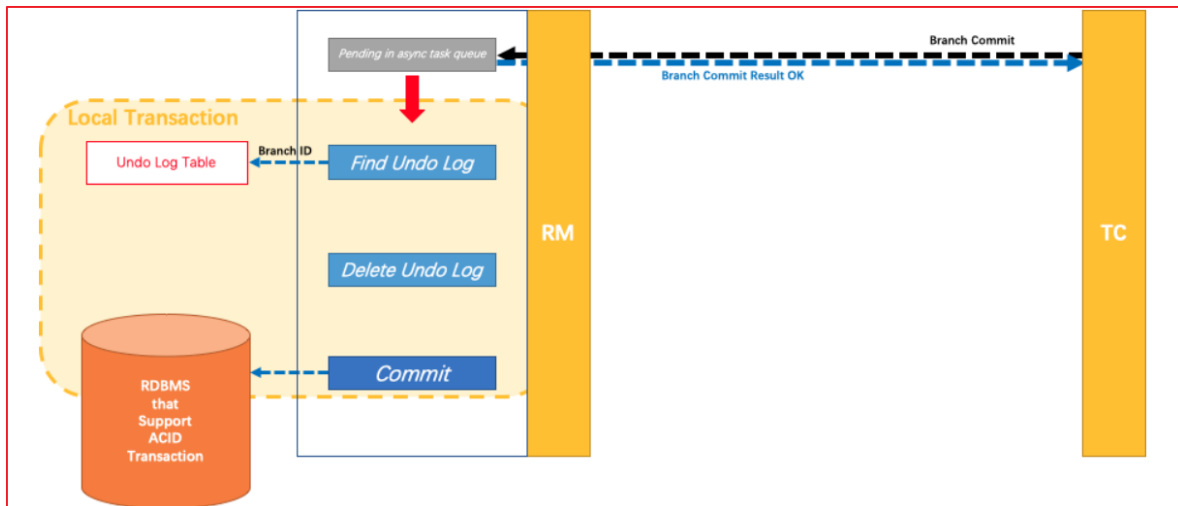 Branch Commit
Pending in async task queue
Branch Commit Result OK
Local Transaction
Branch ID
Undo Log Table
Find Undo Log
RM
TC
Delete Undo Log
Commit
RDBMS
that
Support
ACID
Transaction